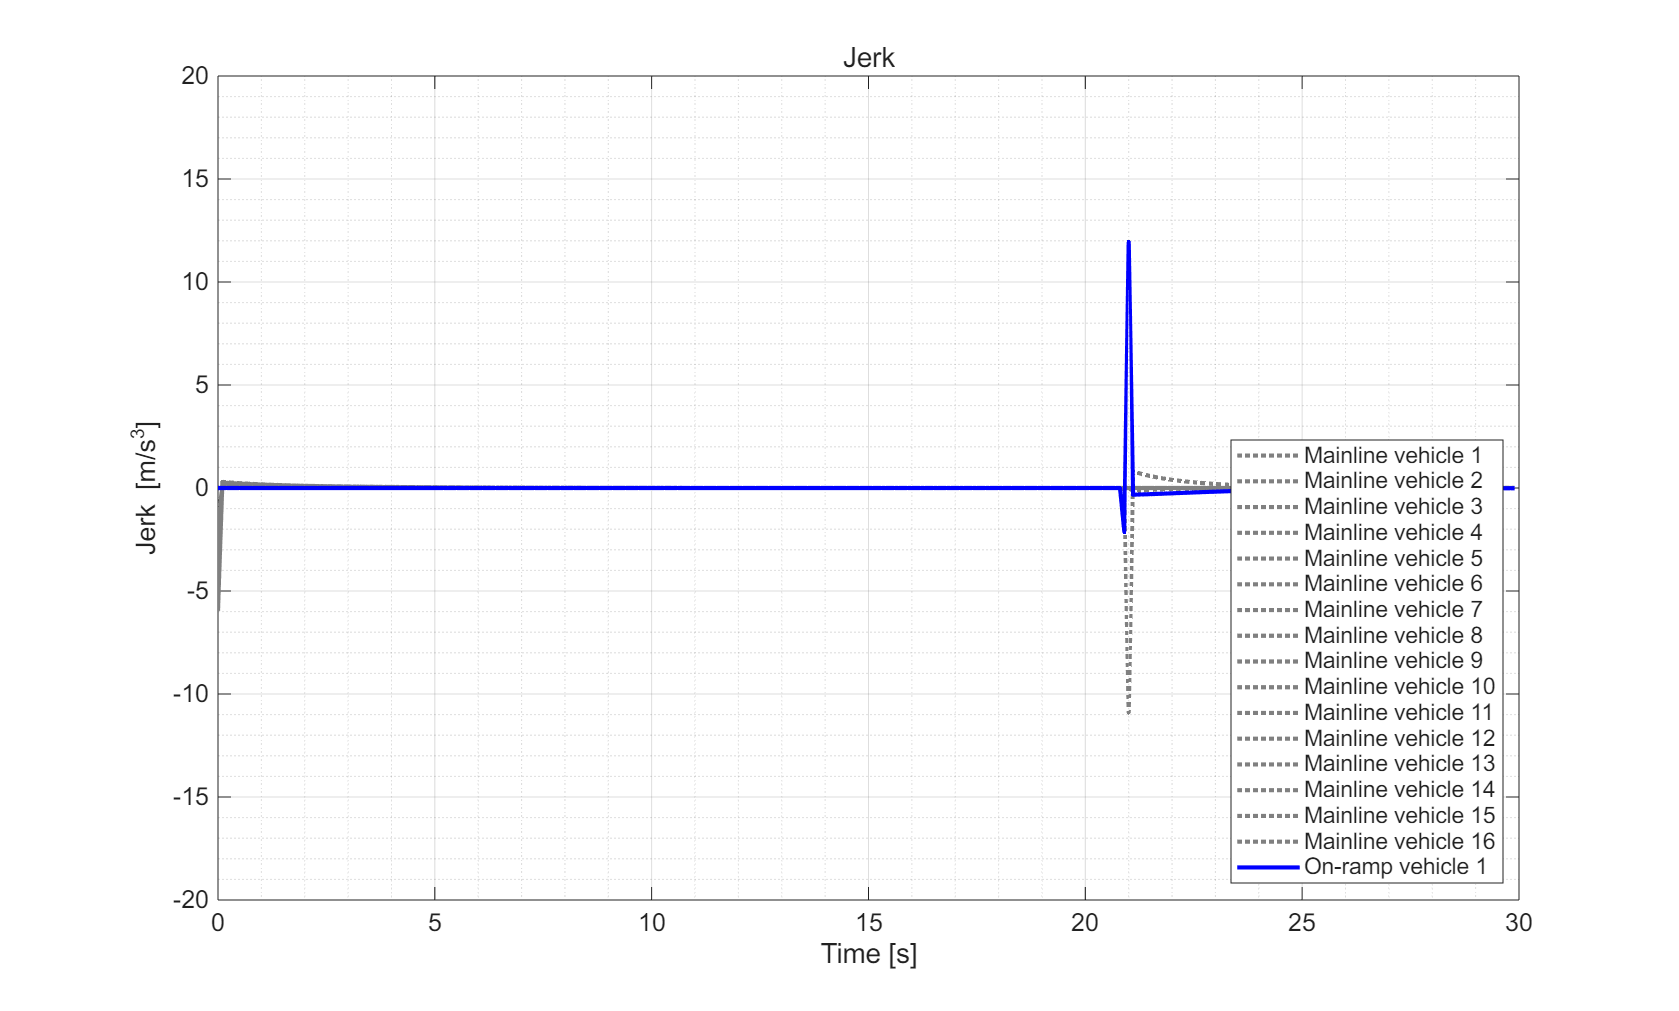 Jerk
20
15
10
5
0
-5
-10
-15
-20
Jerk [m/s³]
0 5 10 15 20 25 30
Time [s]
Mainline vehicle 1
Mainline vehicle 2
Mainline vehicle 3
Mainline vehicle 4
Mainline vehicle 5
Mainline vehicle 6
Mainline vehicle 7
Mainline vehicle 8
Mainline vehicle 9
Mainline vehicle 10
Mainline vehicle 11
Mainline vehicle 12
Mainline vehicle 13
Mainline vehicle 14
Mainline vehicle 15
Mainline vehicle 16
On-ramp vehicle 1